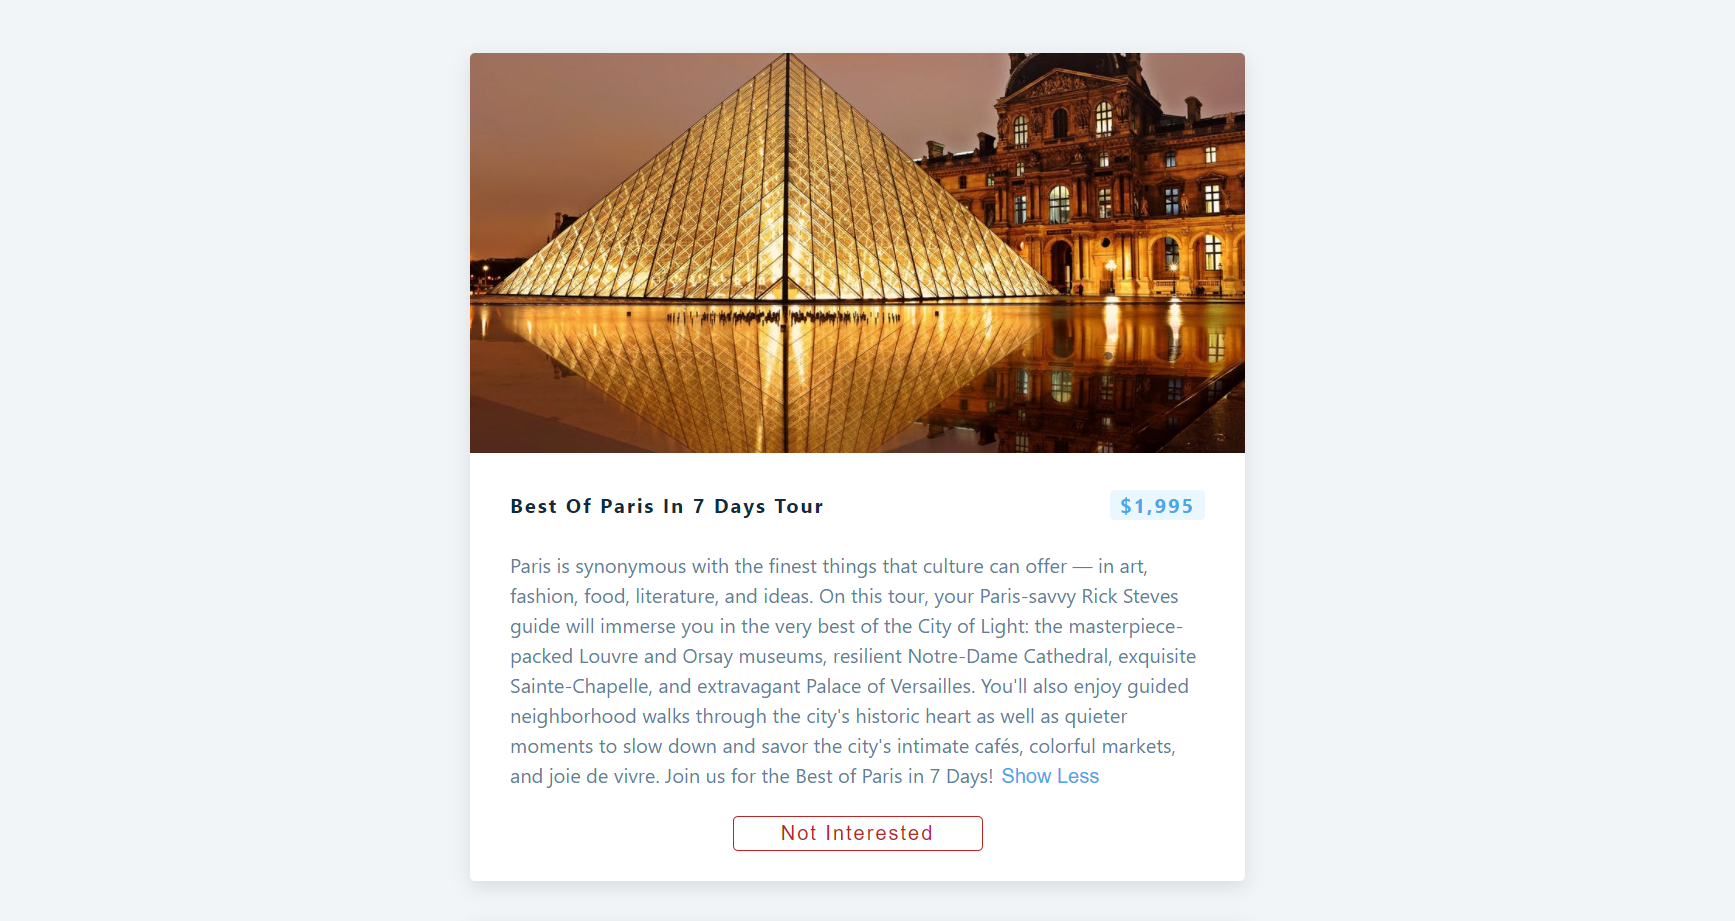 Best Of Paris In 7 Days Tour
$1,995
Paris is synonymous with the finest things that culture can offer — in art,
fashion, food, literature, and ideas. On this tour, your Paris-savvy Rick Steves
guide will immerse you in the very best of the City of Light: the masterpiece-
packed Louvre and Orsay museums, resilient Notre-Dame Cathedral, exquisite
Sainte-Chapelle, and extravagant Palace of Versailles. You'll also enjoy guided
neighborhood walks through the city's historic heart as well as quieter
moments to slow down and savor the city's intimate cafés, colorful markets,
and joie de vivre. Join us for the Best of Paris in 7 Days! Show Less
Not Interested